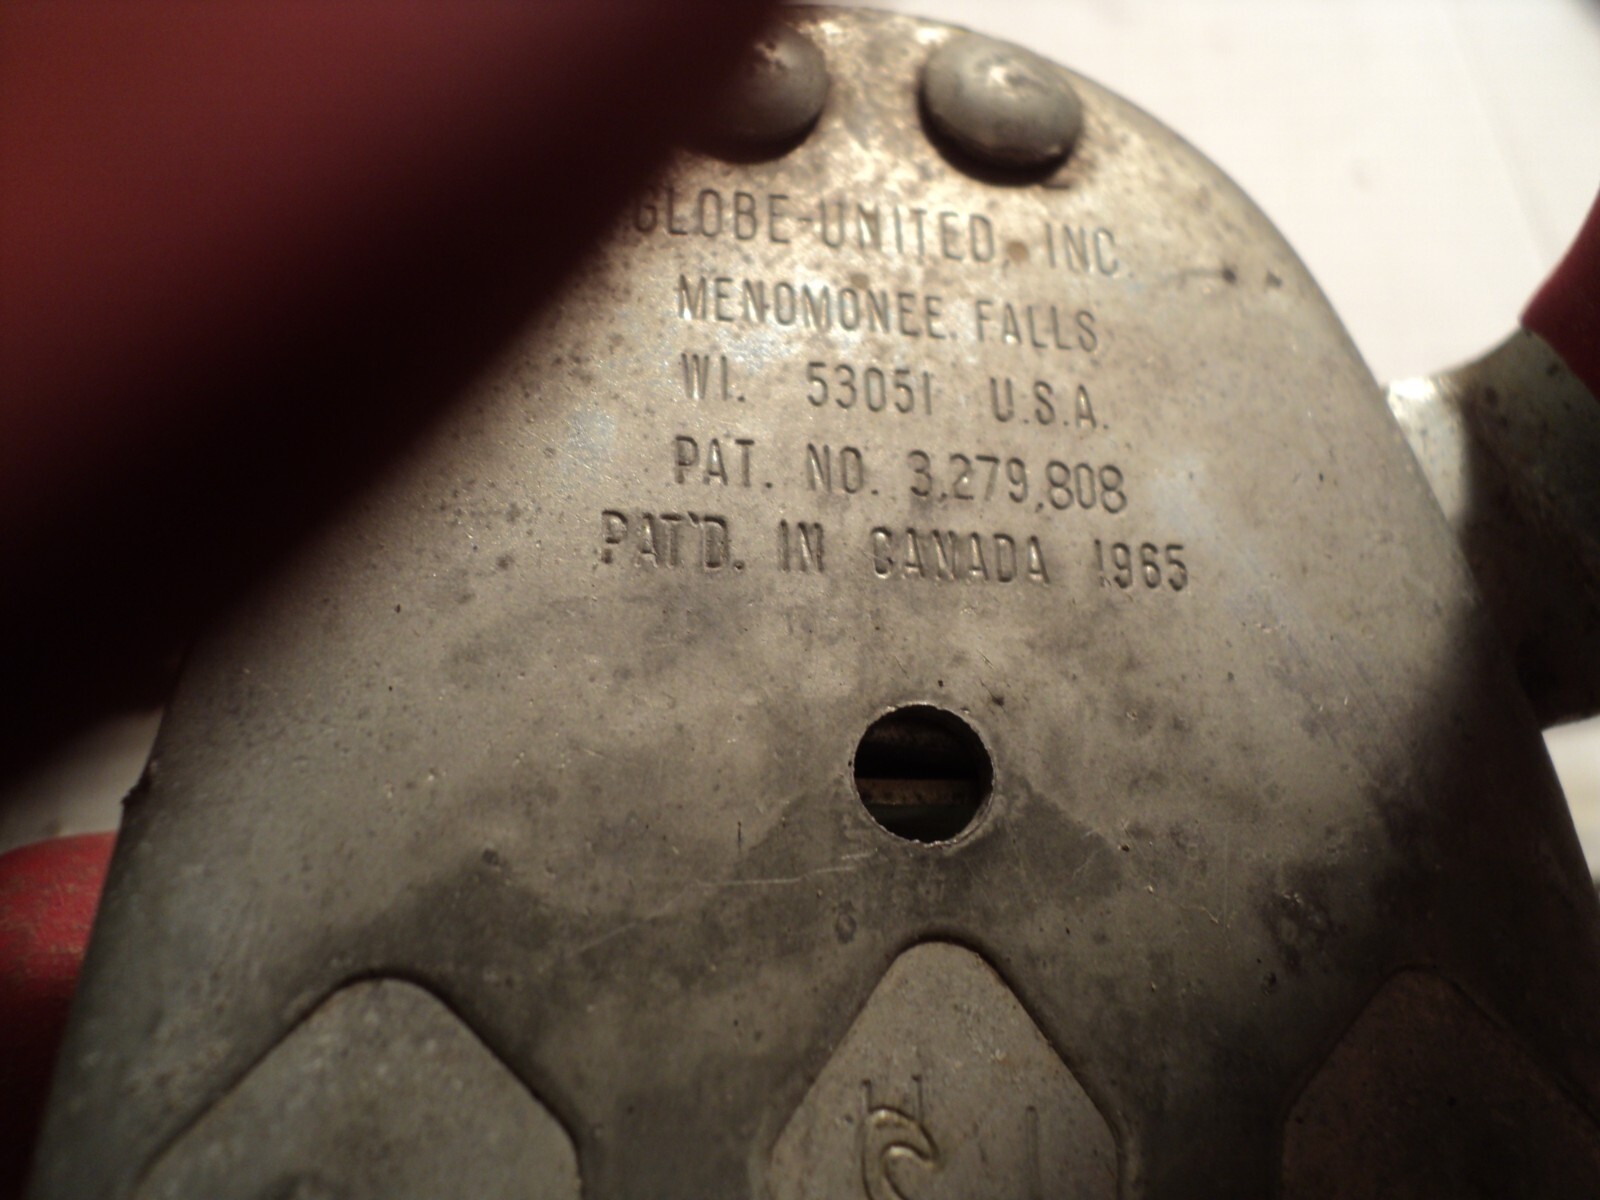 GLOBE-UNITED, INC.
MENOMONEE FALLS
WI. 53051 U.S.A.
PAT. NO. 3,279,808
PAT'D. IN CANADA 1965